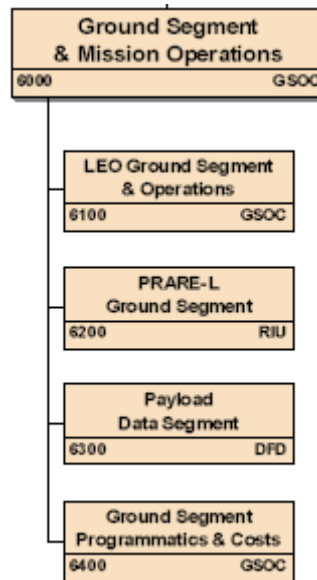 Ground Segment
& Mission Operations
6000 GSOC
LEO Ground Segment
& Operations
6100 GSOC
PRARE-L
Ground Segment
6200 RIU
Payload
Data Segment
6300 DFD
Ground Segment
Programmatics & Costs
6400 GSOC